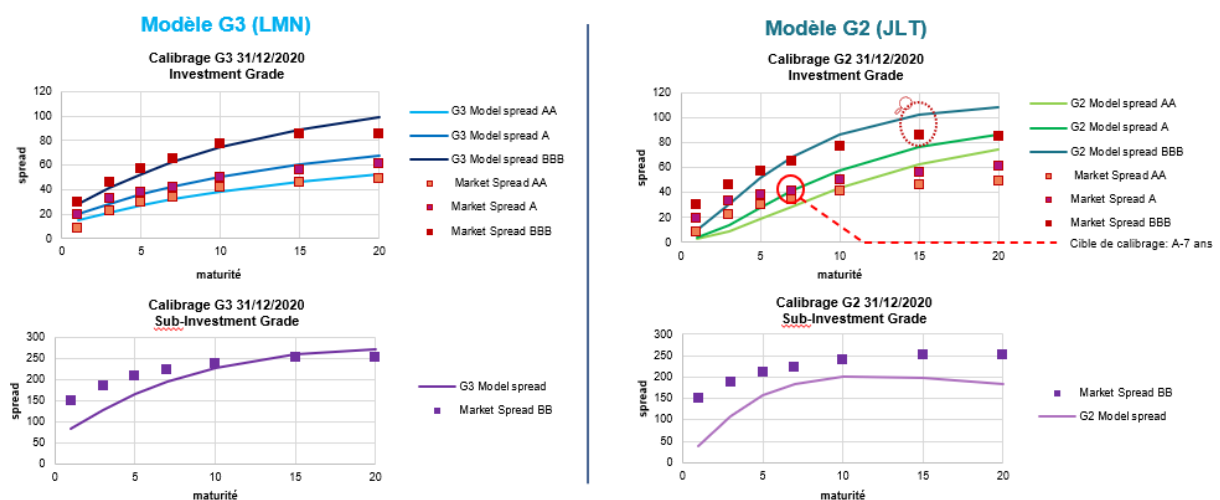 Modèle G3 (LMN)
Calibrage G3 31/12/2020
Investment Grade
120
100
80
60
40
20
0
spread
0
5
10
15
20
maturité
G3 Model spread AA
G3 Model spread A
G3 Model spread BBB
Market Spread AA
Market Spread A
Market Spread BBB
Calibrage G3 31/12/2020
Sub-Investment Grade
300
250
200
150
100
50
0
spread
0
5
10
15
20
maturité
G3 Model spread
Market Spread BB
Modèle G2 (JLT)
Calibrage G2 31/12/2020
Investment Grade
120
100
80
60
40
20
0
spread
0
5
10
15
20
maturité
G2 Model spread AA
G2 Model spread A
G2 Model spread BBB
Market Spread AA
Market Spread A
Market Spread BBB
Cible de calibrage: A-7 ans
Calibrage G2 31/12/2020
Sub-Investment Grade
300
250
200
150
100
50
0
spread
0
5
10
15
20
maturité
Market Spread BB
G2 Model spread